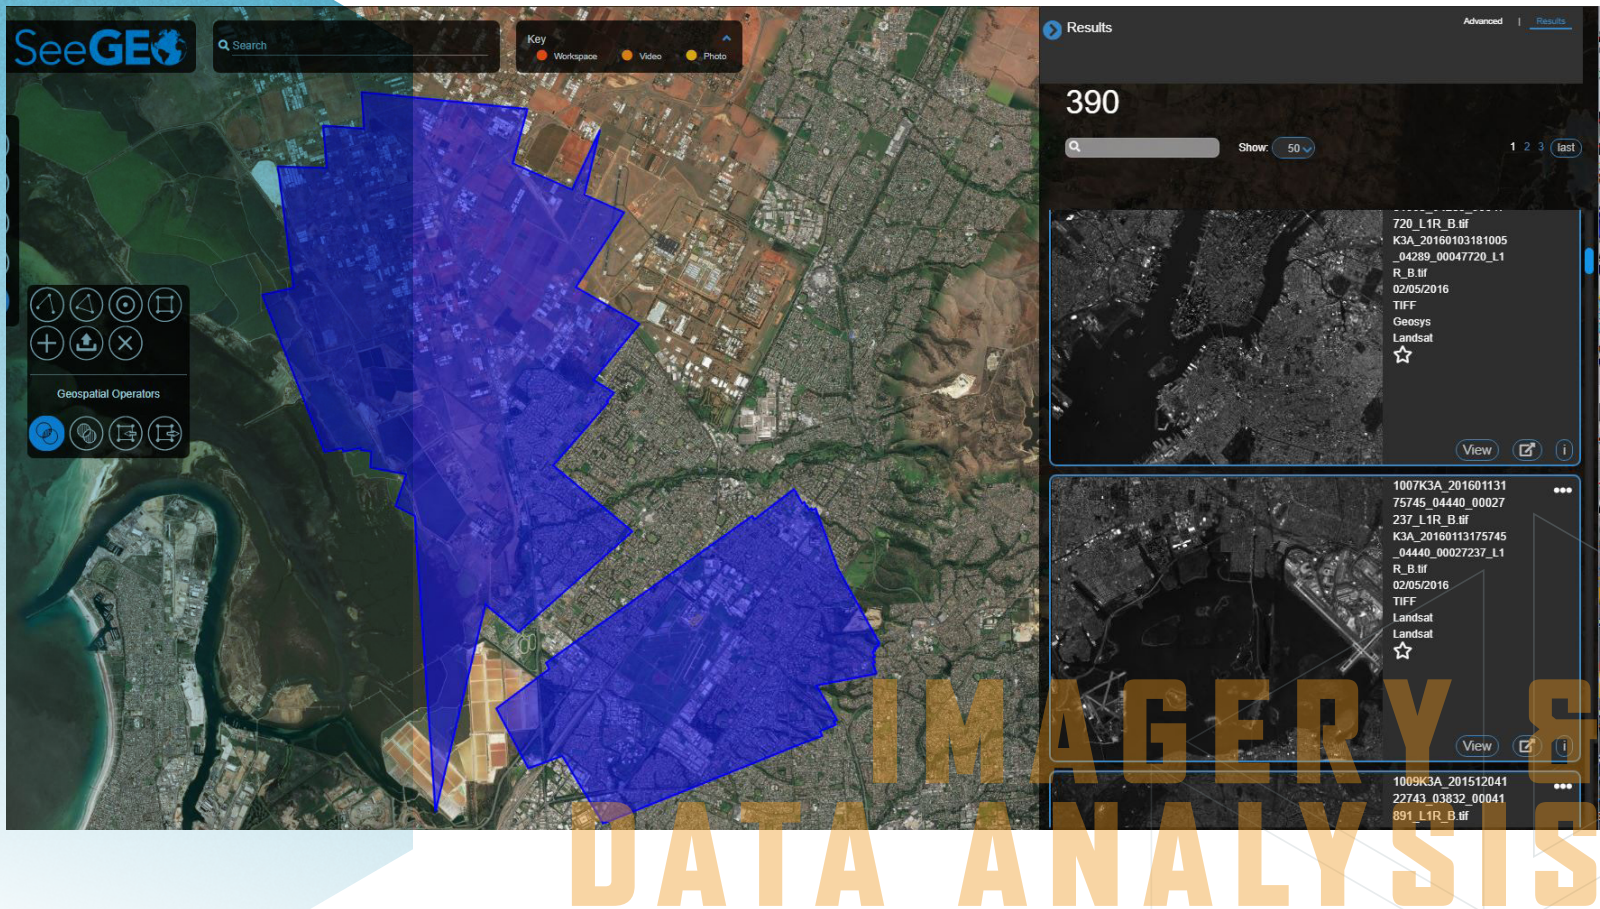 SeeGEO
Search
Key
Workspace
Video
Photo
Geospatial Operators
Results
Advanced | Results
390
Show: 50
1 2 3 last
720_L1R_B.tif
K3A_20160103181005
_04289_00047720_L1
R_B.tif
02/05/2016
TIFF
Geosys
Landsat
View
i
1007K3A_201601131
75745_04440_00027
237_L1R_B.tif
K3A_20160113175745
_04440_00027237_L1
R_B.tif
02/05/2016
TIFF
Landsat
Landsat
View
i
1009K3A_201512041
22743_03832_00041
891_L1R_B.tif
IMAGERY &
DATA ANALYSIS